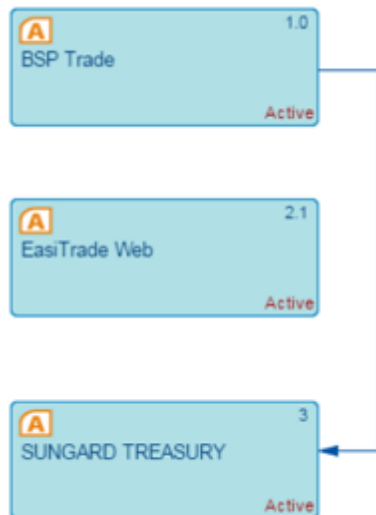 A 1.0
BSP Trade
Active
A 2.1
EasiTrade Web
Active
A 3
SUNGARD TREASURY
Active